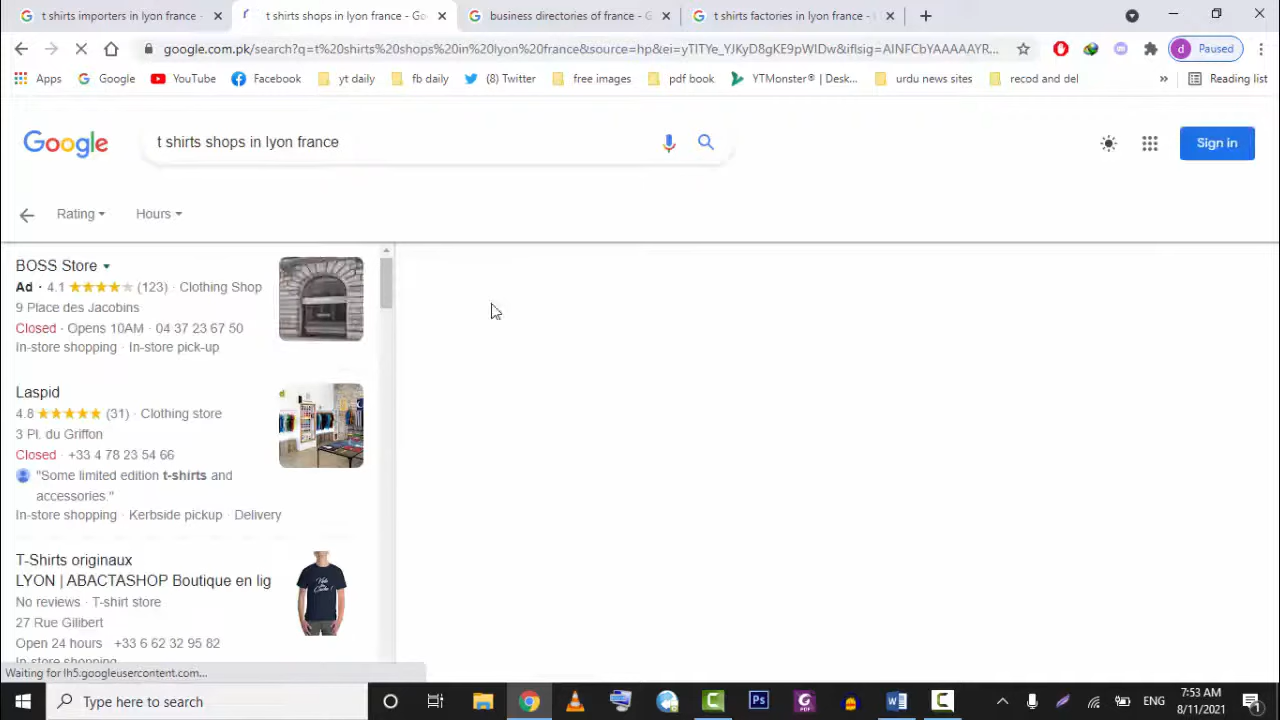 t shirts importers in lyon france -
t shirts shops in lyon france - Go
business directories of france - G
t shirts factories in lyon france -
google.com.pk/search?q=t%20shirts%20shops%20in%20lyon%20france&source=hp&ei=yTlTYe_YJKyD8gKE9pWIDw&iflsig=AINFCbYAAAAAYR...
d Paused
Apps
Google
YouTube
Facebook
yt daily
fb daily
(8) Twitter
free images
pdf book
YTMonster® | Desk...
urdu news sites
recod and del
»
Reading list
Google
t shirts shops in lyon france
Sign in
Rating
Hours
BOSS Store
Ad · 4.1 (123) · Clothing Shop
9 Place des Jacobins
Closed · Opens 10AM · 04 37 23 67 50
In-store shopping · In-store pick-up
Laspid
4.8 (31) · Clothing store
3 Pl. du Griffon
Closed · +33 4 78 23 54 66
"Some limited edition t-shirts and
accessories."
In-store shopping · Kerbside pickup · Delivery
T-Shirts originaux
LYON | ABACTASHOP Boutique en lig
No reviews · T-shirt store
27 Rue Gilibert
Open 24 hours · +33 6 62 32 95 82
In-store shopping
Waiting for lh5.googleusercontent.com...
Type here to search
Ps
PDF
W
ENG
7:53 AM
8/11/2021
1